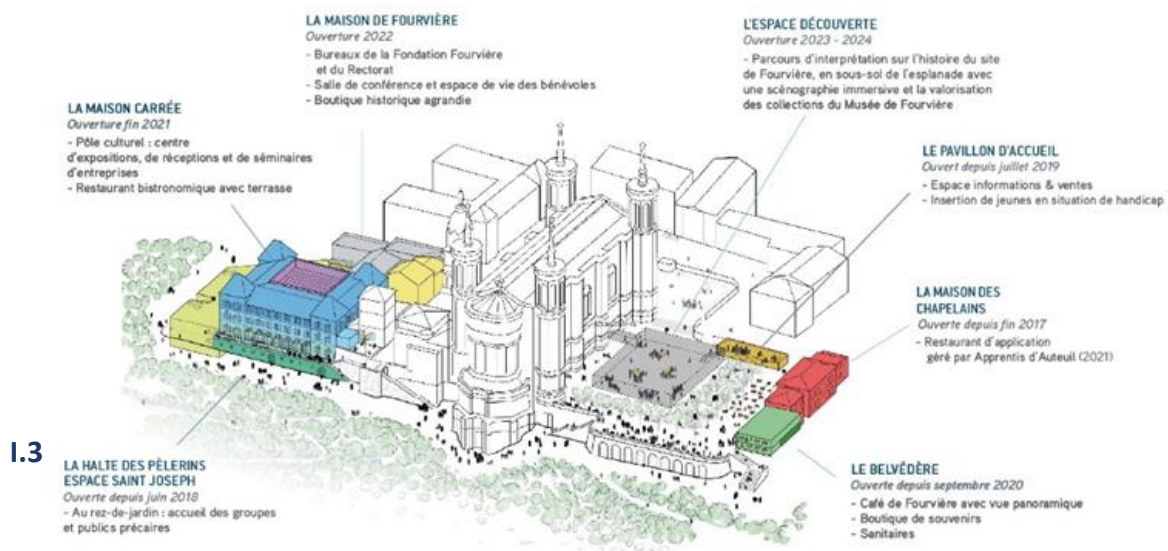 LA MAISON DE FOURVIÈRE
Ouverture 2022
- Bureaux de la Fondation Fourvière
et du Rectorat
- Salle de conférence et espace de vie des bénévoles
- Boutique historique agrandie
L'ESPACE DÉCOUVERTE
Ouverture 2023 - 2024
- Parcours d'interprétation sur l'histoire du site
de Fourvière, en sous-sol de l'esplanade avec
une scénographie immersive et la valorisation
des collections du Musée de Fourvière
LA MAISON CARRÉE
Ouverture fin 2021
- Pôle culturel : centre
d'expositions, de réceptions et de séminaires
d'entreprises
- Restaurant bistronomique avec terrasse
LE PAVILLON D'ACCUEIL
Ouvert depuis juillet 2019
- Espace informations & ventes
- Insertion de jeunes en situation de handicap
LA MAISON DES
CHAPELAINS
Ouverte depuis fin 2017
- Restaurant d'application
géré par Apprentis d'Auteuil (2021)
I.3
LA HALTE DES PÈLERINS
ESPACE SAINT JOSEPH
Ouverte depuis juin 2018
- Au rez-de-jardin : accueil des groupes
et publics précaires
LE BELVÉDÈRE
Ouverte depuis septembre 2020
- Café de Fourvière avec vue panoramique
- Boutique de souvenirs
- Sanitaires